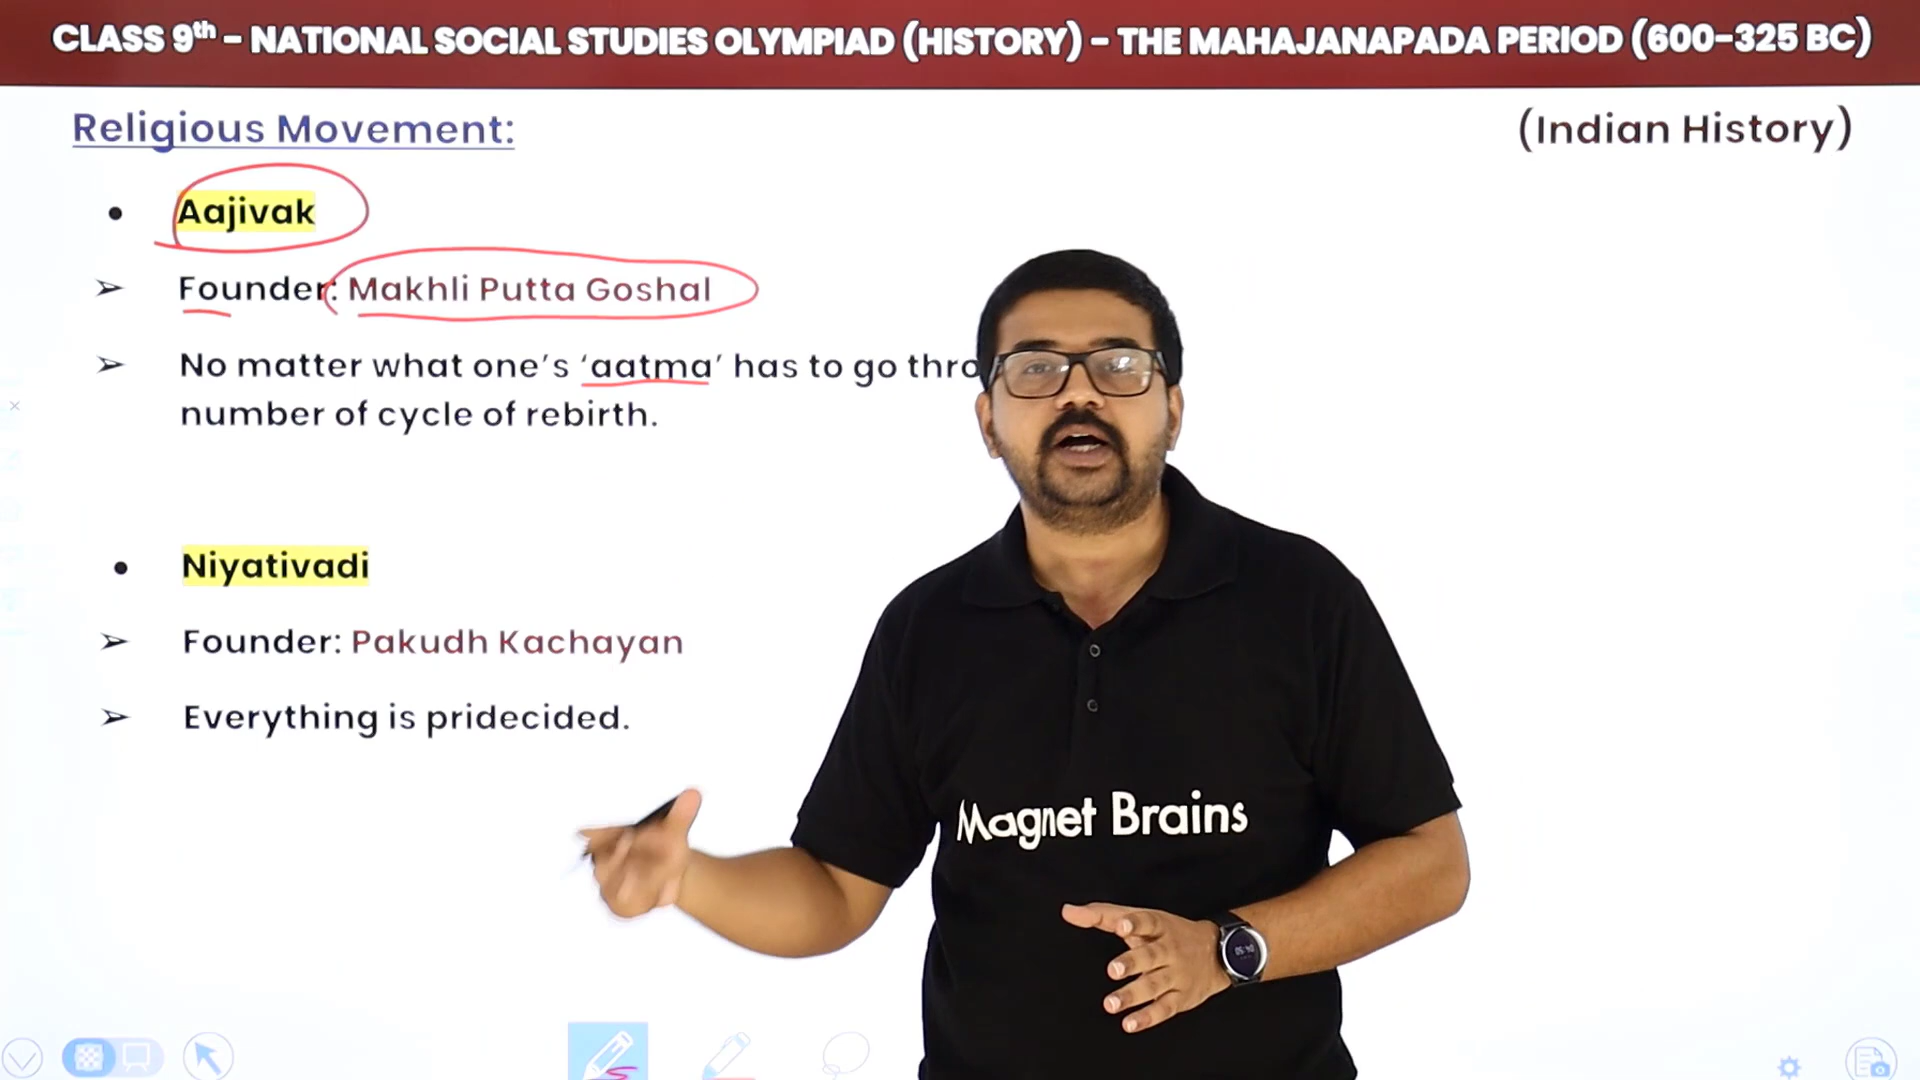 CLASS 9th - NATIONAL SOCIAL STUDIES OLYMPIAD (HISTORY) - THE MAHAJANAPADA PERIOD (600-325 BC)
Religious Movement:
(Indian History)
• Aajivak
➢ Founder: Makhli Putta Goshal
➢ No matter what one's 'aatma' has to go
number of cycle of rebirth.
• Niyativadi
➢ Founder: Pakudh Kachayan
➢ Everything is pridecided.
Magnet Brains